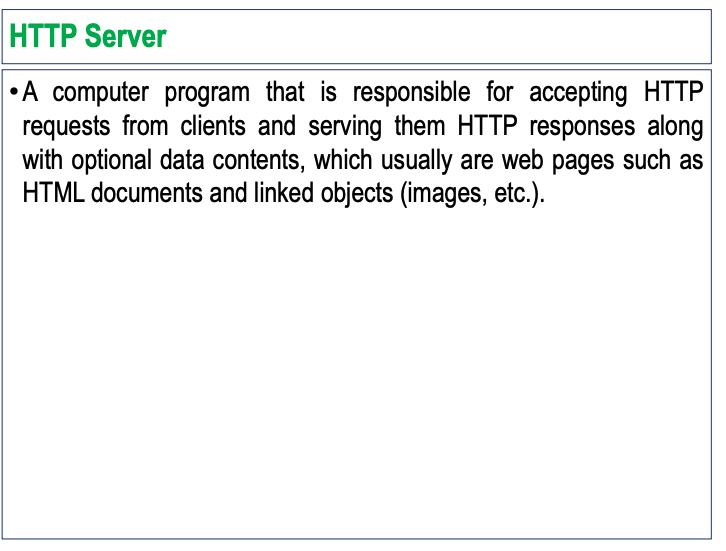 HTTP Server
•A computer program that is responsible for accepting HTTP
requests from clients and serving them HTTP responses along
with optional data contents, which usually are web pages such as
HTML documents and linked objects (images, etc.).